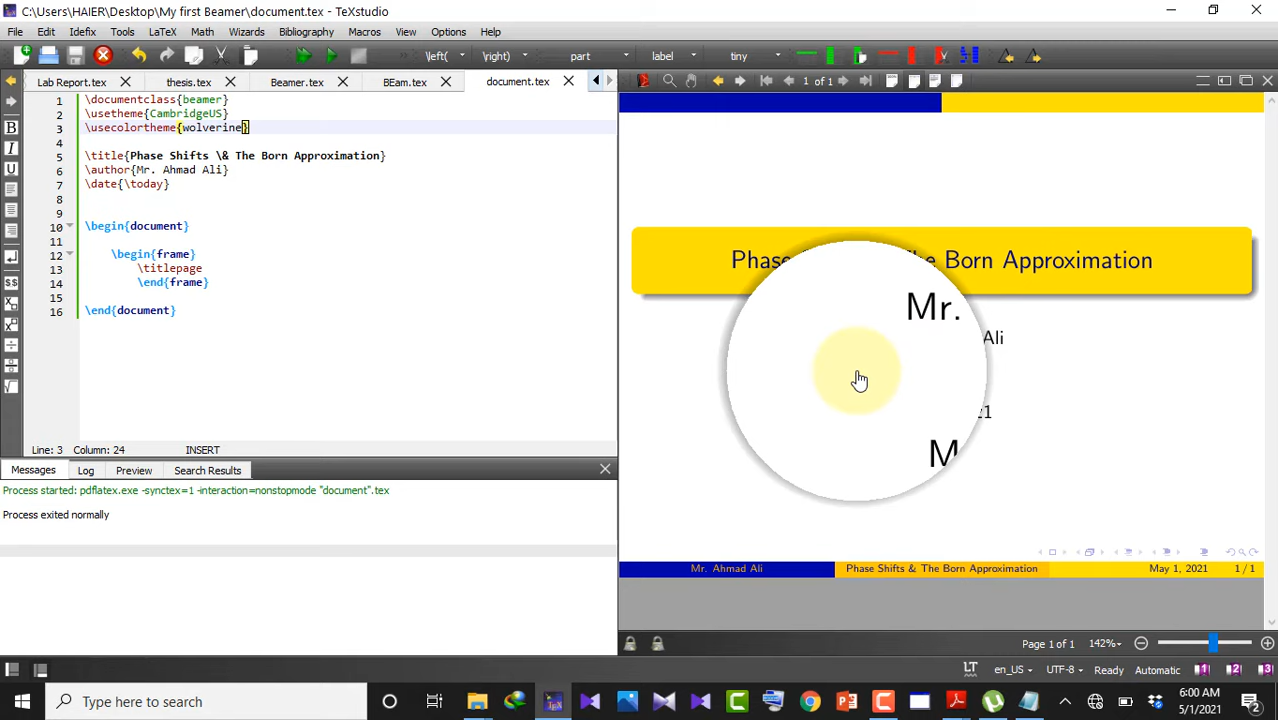 C:\Users\HAIER\Desktop\My first Beamer\document.tex - TeXstudio
File Edit Idefix Tools LaTeX Math Wizards Bibliography Macros View Options Help
\left( \right) part label tiny
Lab Report.tex thesis.tex Beamer.tex BEam.tex document.tex
1 of 1
1 \documentclass{beamer}
2 \usetheme{CambridgeUS}
3 \usecolortheme{wolverine}
4
5 \title{Phase Shifts \& The Born Approximation}
6 \author{Mr. Ahmad Ali}
7 \date{\today}
8
9
10 \begin{document}
11
12 \begin{frame}
13 \titlepage
14 \end{frame}
15
16 \end{document}
Line: 3 Column: 24 INSERT
Messages Log Preview Search Results
Process started: pdflatex.exe -synctex=1 -interaction=nonstopmode "document".tex
Process exited normally
The Born Approximation
Mr.
Ali
M
Mr. Ahmad Ali Phase Shifts & The Born Approximation May 1, 2021 1 / 1
Page 1 of 1 142%
LT en_US UTF-8 Ready Automatic 1 2 3
Type here to search
6:00 AM
5/1/2021
2